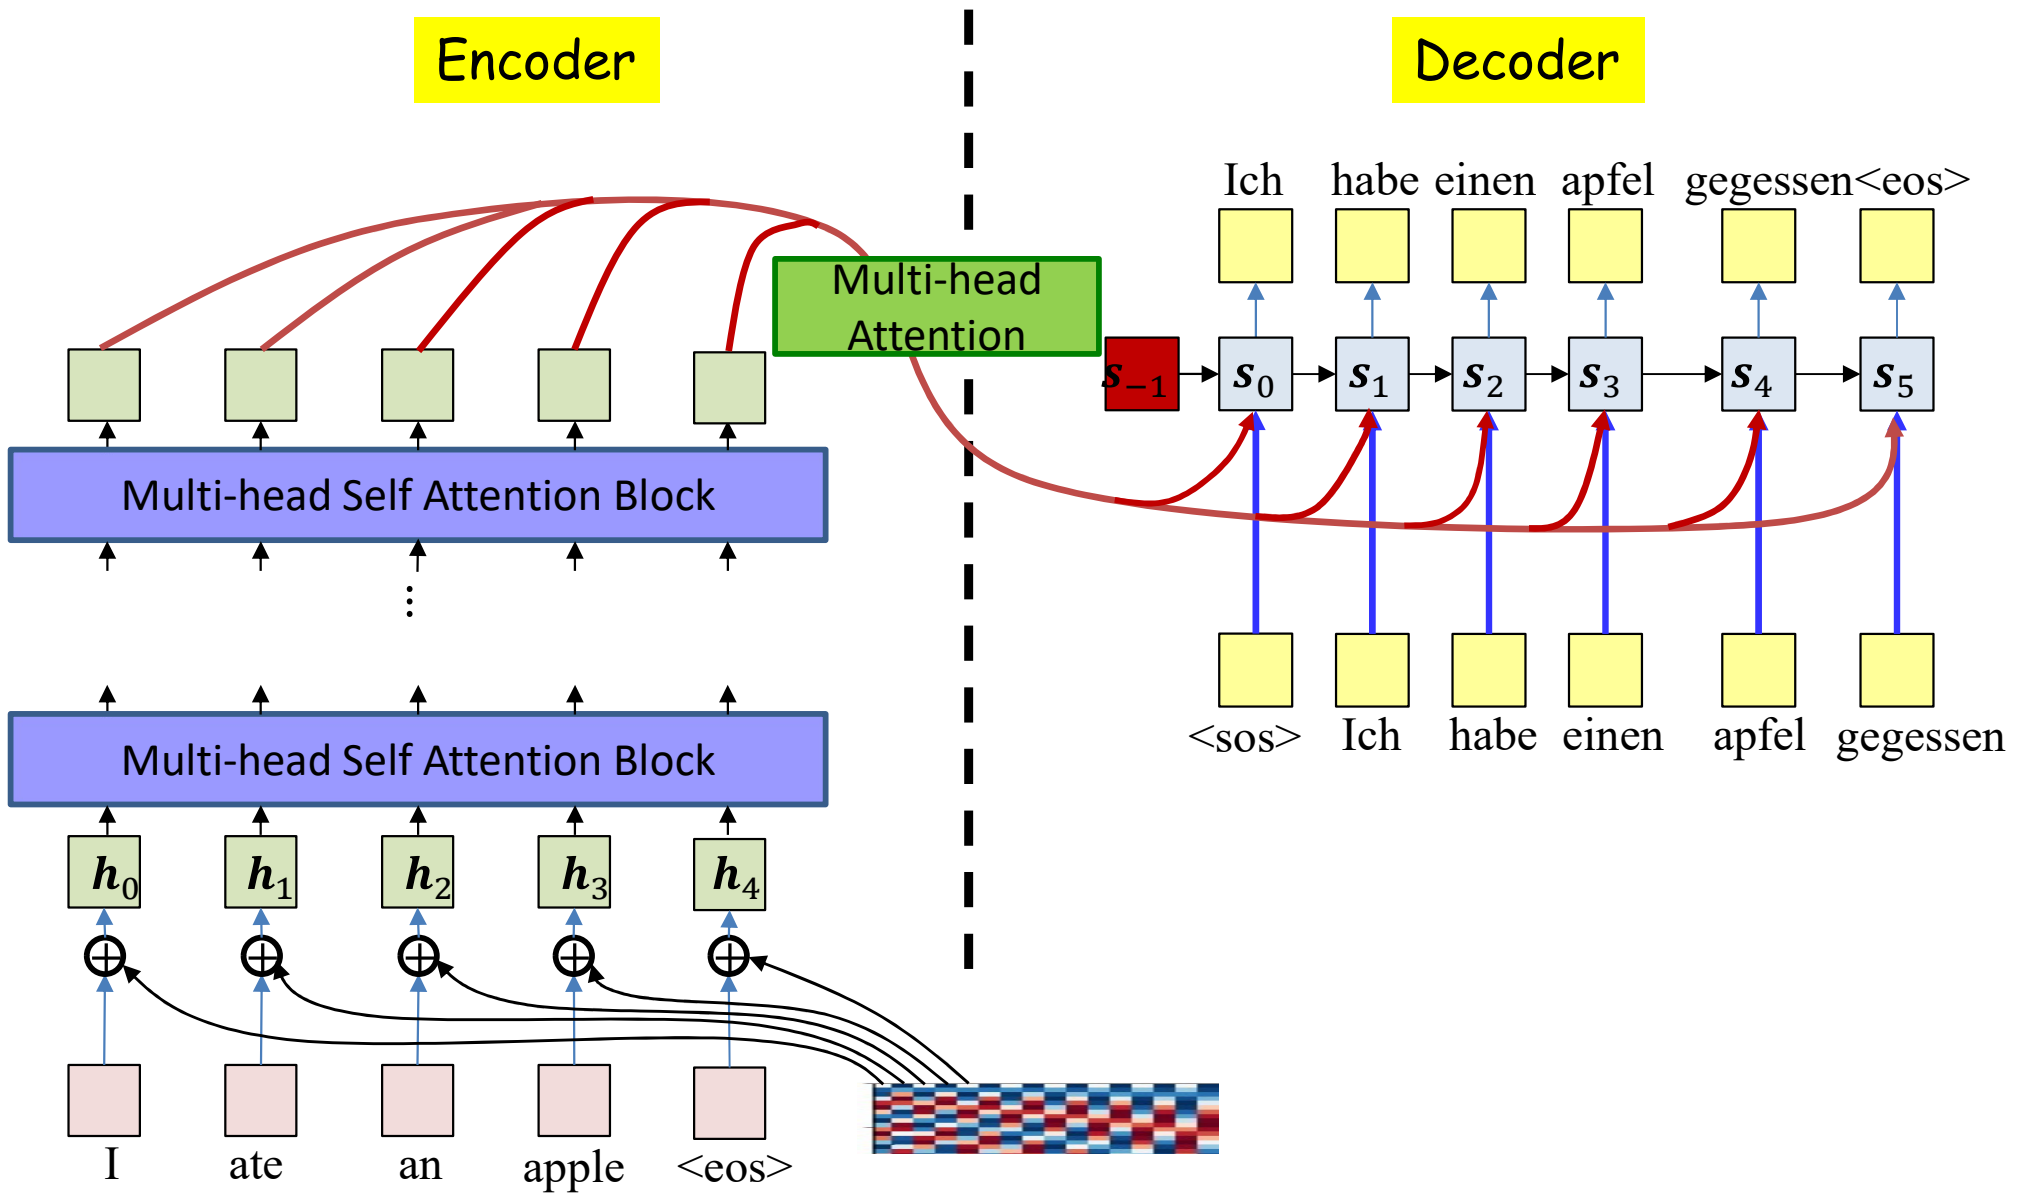 Encoder
Decoder
Ich habe einen apfel gegessen<eos>
Multi-head
Attention
s₋₁ s₀ s₁ s₂ s₃ s₄ s₅
Multi-head Self Attention Block
⋮
<sos> Ich habe einen apfel gegessen
Multi-head Self Attention Block
h₀ h₁ h₂ h₃ h₄
I ate an apple <eos>